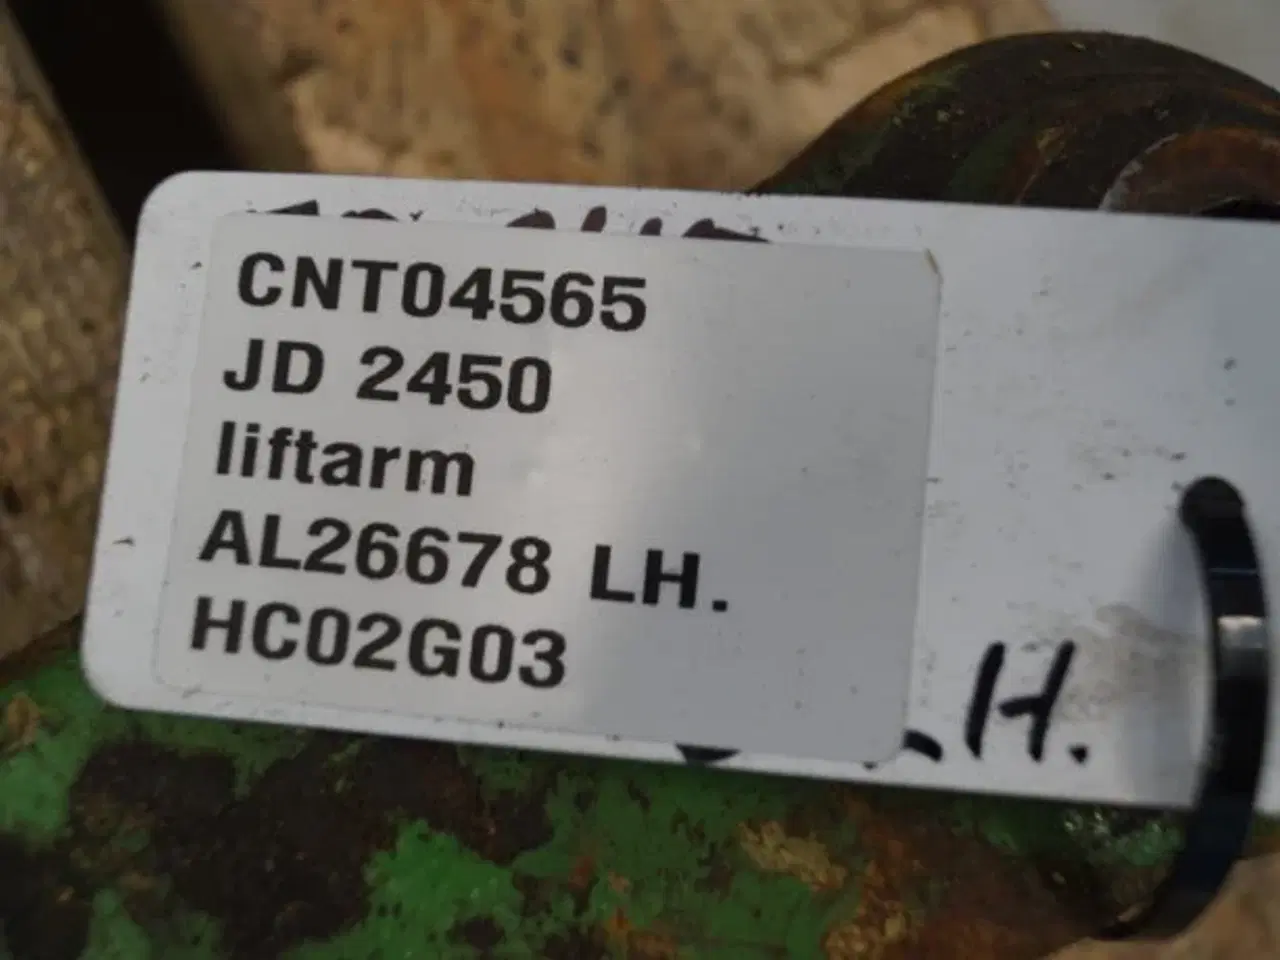 CNT04565
JD 2450
liftarm
AL26678 LH.
HC02G03
.H.